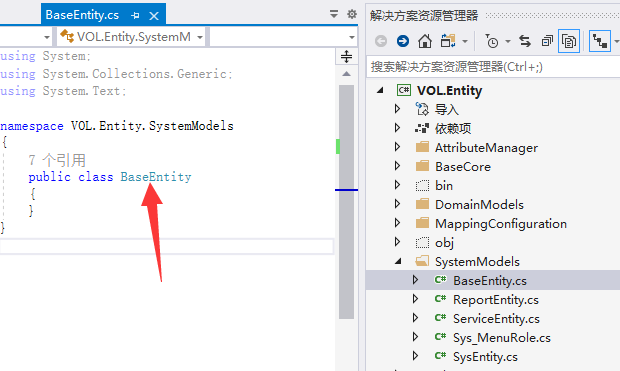 BaseEntity.cs
VOL.Entity.SystemM
using System;
using System.Collections.Generic;
using System.Text;
namespace VOL.Entity.SystemModels
{
7 个引用
public class BaseEntity
{
}
}
解决方案资源管理器
搜索解决方案资源管理器(Ctrl+;)
C# VOL.Entity
导入
依赖项
AttributeManager
BaseCore
bin
DomainModels
MappingConfiguration
obj
SystemModels
C# BaseEntity.cs
C# ReportEntity.cs
C# ServiceEntity.cs
C# Sys_MenuRole.cs
C# SysEntity.cs